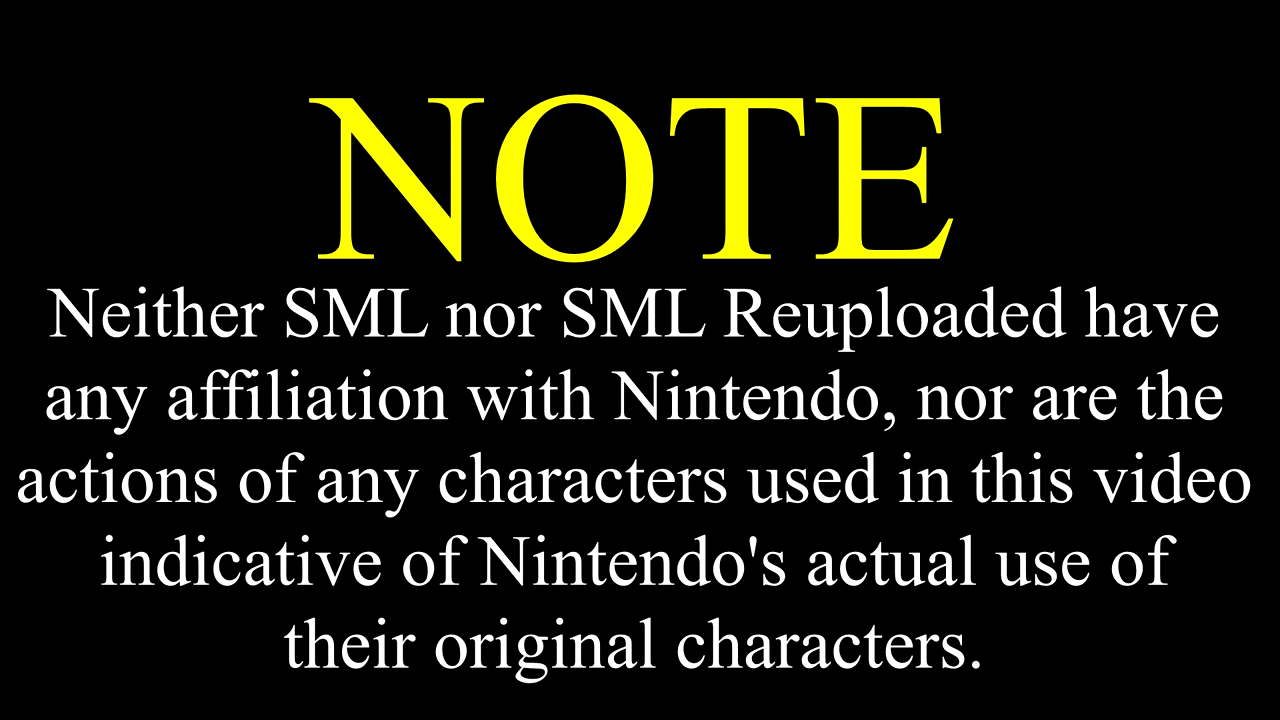 NOTE
Neither SML nor SML Reuploaded have
any affiliation with Nintendo, nor are the
actions of any characters used in this video
indicative of Nintendo's actual use of
their original characters.